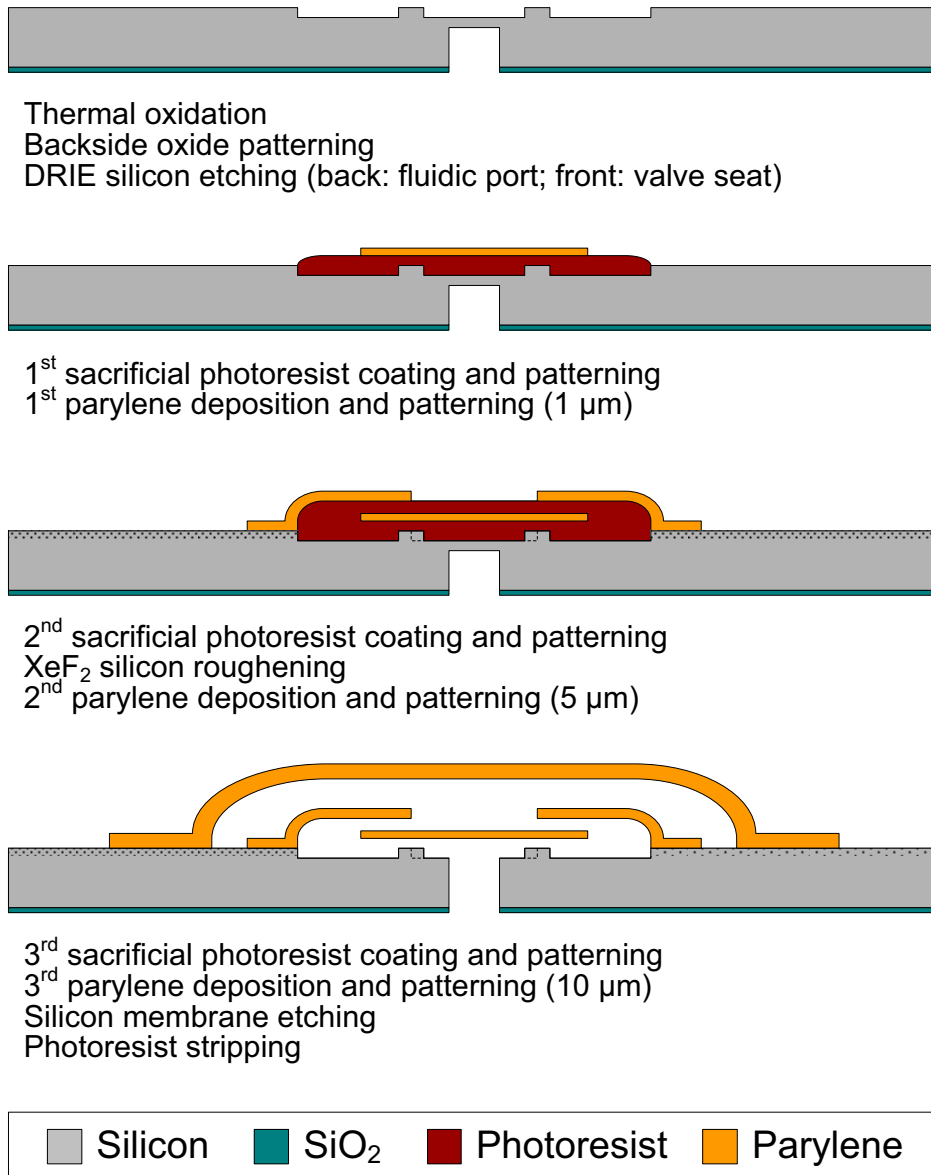 Thermal oxidation
Backside oxide patterning
DRIE silicon etching (back: fluidic port; front: valve seat)
1st sacrificial photoresist coating and patterning
1st parylene deposition and patterning (1 µm)
2nd sacrificial photoresist coating and patterning
XeF2 silicon roughening
2nd parylene deposition and patterning (5 µm)
3rd sacrificial photoresist coating and patterning
3rd parylene deposition and patterning (10 µm)
Silicon membrane etching
Photoresist stripping
Silicon SiO2 Photoresist Parylene